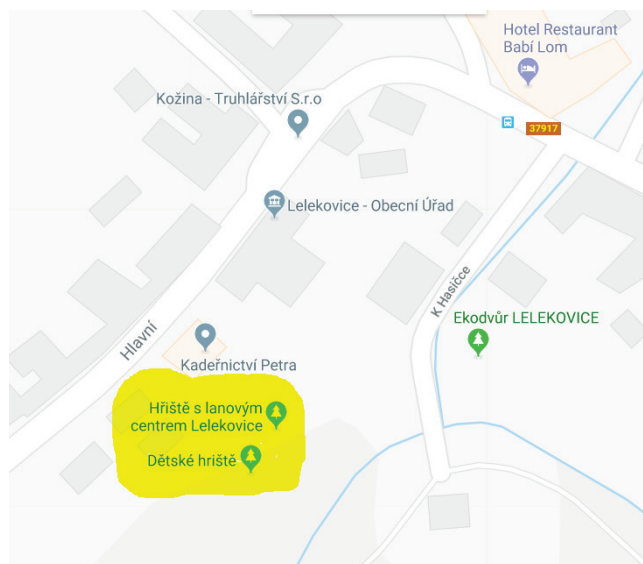 Hotel Restaurant
Babí Lom
Kožina - Truhlářství S.r.o
37917
Lelekovice - Obecní Úřad
K Hasičce
Ekodvůr LELEKOVICE
Hlavní
Kadeřnictví Petra
Hřiště s lanovým
centrem Lelekovice
Dětské hriště